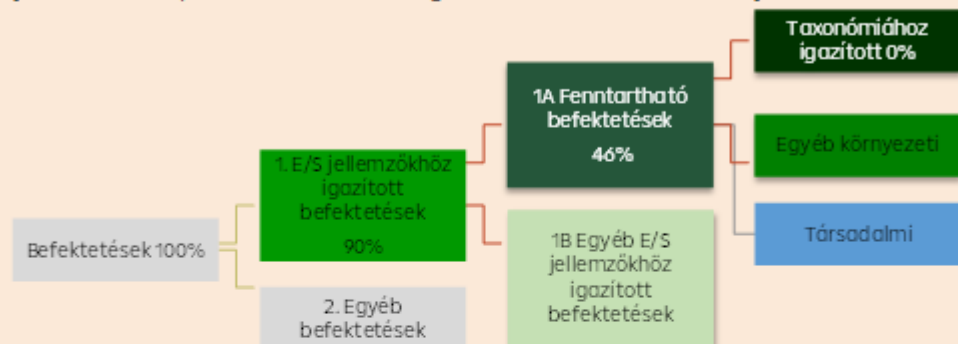 Befektetések 100%
1. E/S jellemzőkhöz
igazított
befektetések
90%
2. Egyéb
befektetések
1A Fenntartható
befektetések
46%
1B Egyéb E/S
jellemzőkhöz
igazított
befektetések
Taxonómiához
igazított 0%
Egyéb környezeti
Társadalmi